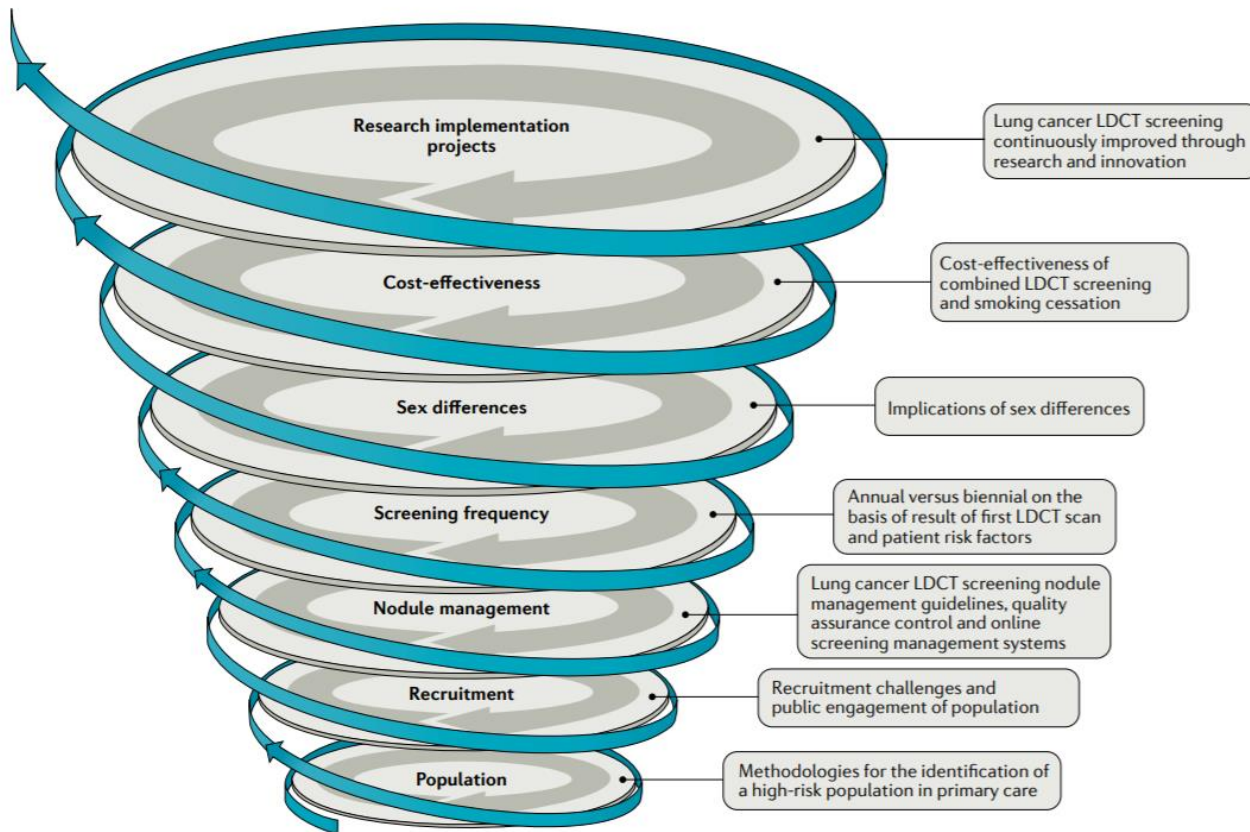 Research implementation
projects
Lung cancer LDCT screening
continuously improved through
research and innovation
Cost-effectiveness
Cost-effectiveness of
combined LDCT screening
and smoking cessation
Sex differences
Implications of sex differences
Screening frequency
Annual versus biennial on the
basis of result of first LDCT scan
and patient risk factors
Nodule management
Lung cancer LDCT screening nodule
management guidelines, quality
assurance control and online
screening management systems
Recruitment
Recruitment challenges and
public engagement of population
Population
Methodologies for the identification of
a high-risk population in primary care